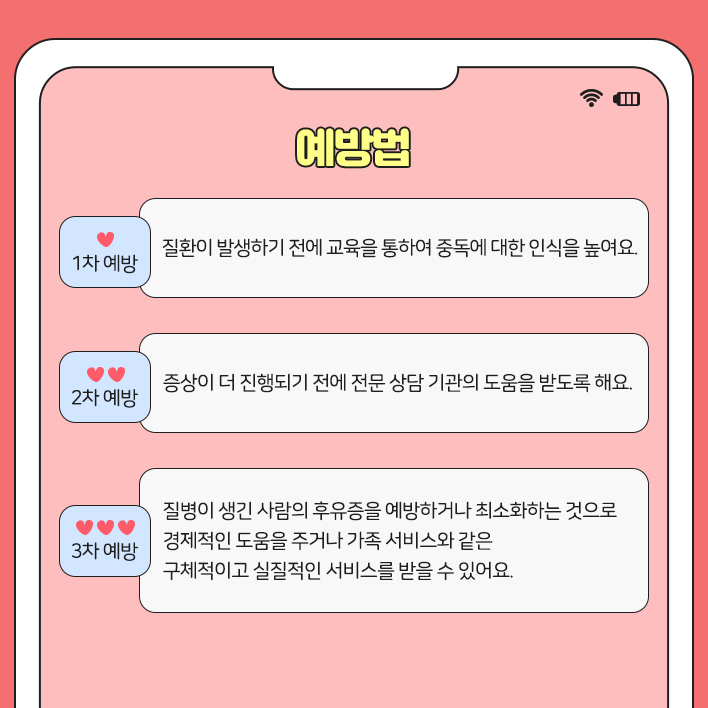 예방법
1차 예방
질환이 발생하기 전에 교육을 통하여 중독에 대한 인식을 높여요.
2차 예방
증상이 더 진행되기 전에 전문 상담 기관의 도움을 받도록 해요.
3차 예방
질병이 생긴 사람의 후유증을 예방하거나 최소화하는 것으로
경제적인 도움을 주거나 가족 서비스와 같은
구체적이고 실질적인 서비스를 받을 수 있어요.